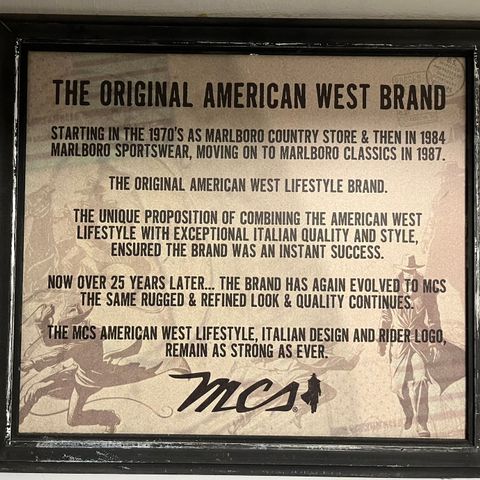 THE ORIGINAL AMERICAN WEST BRAND
STARTING IN THE 1970'S AS MARLBORO COUNTRY STORE & THEN IN 1984
MARLBORO SPORTSWEAR, MOVING ON TO MARLBORO CLASSICS IN 1987.
THE ORIGINAL AMERICAN WEST LIFESTYLE BRAND.
THE UNIQUE PROPOSITION OF COMBINING THE AMERICAN WEST
LIFESTYLE WITH EXCEPTIONAL ITALIAN QUALITY AND STYLE,
ENSURED THE BRAND WAS AN INSTANT SUCCESS.
NOW OVER 25 YEARS LATER... THE BRAND HAS AGAIN EVOLVED TO MCS
THE SAME RUGGED & REFINED LOOK & QUALITY CONTINUES.
THE MCS AMERICAN WEST LIFESTYLE, ITALIAN DESIGN AND RIDER LOGO,
REMAIN AS STRONG AS EVER.
mcs®